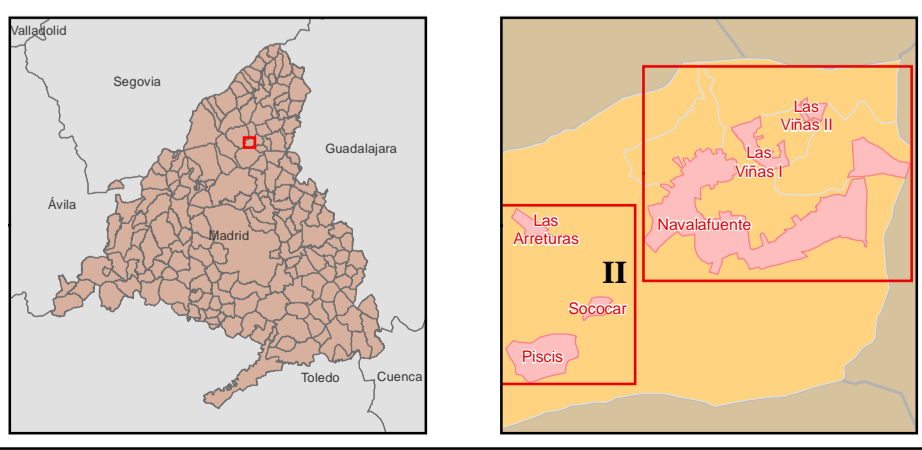 Valladolid
Segovia
Guadalajara
Ávila
Madrid
Toledo
Cuenca
Las
Viñas II
Las
Viñas I
Navalafuente
Las
Arreturas
II
Sococar
Piscis